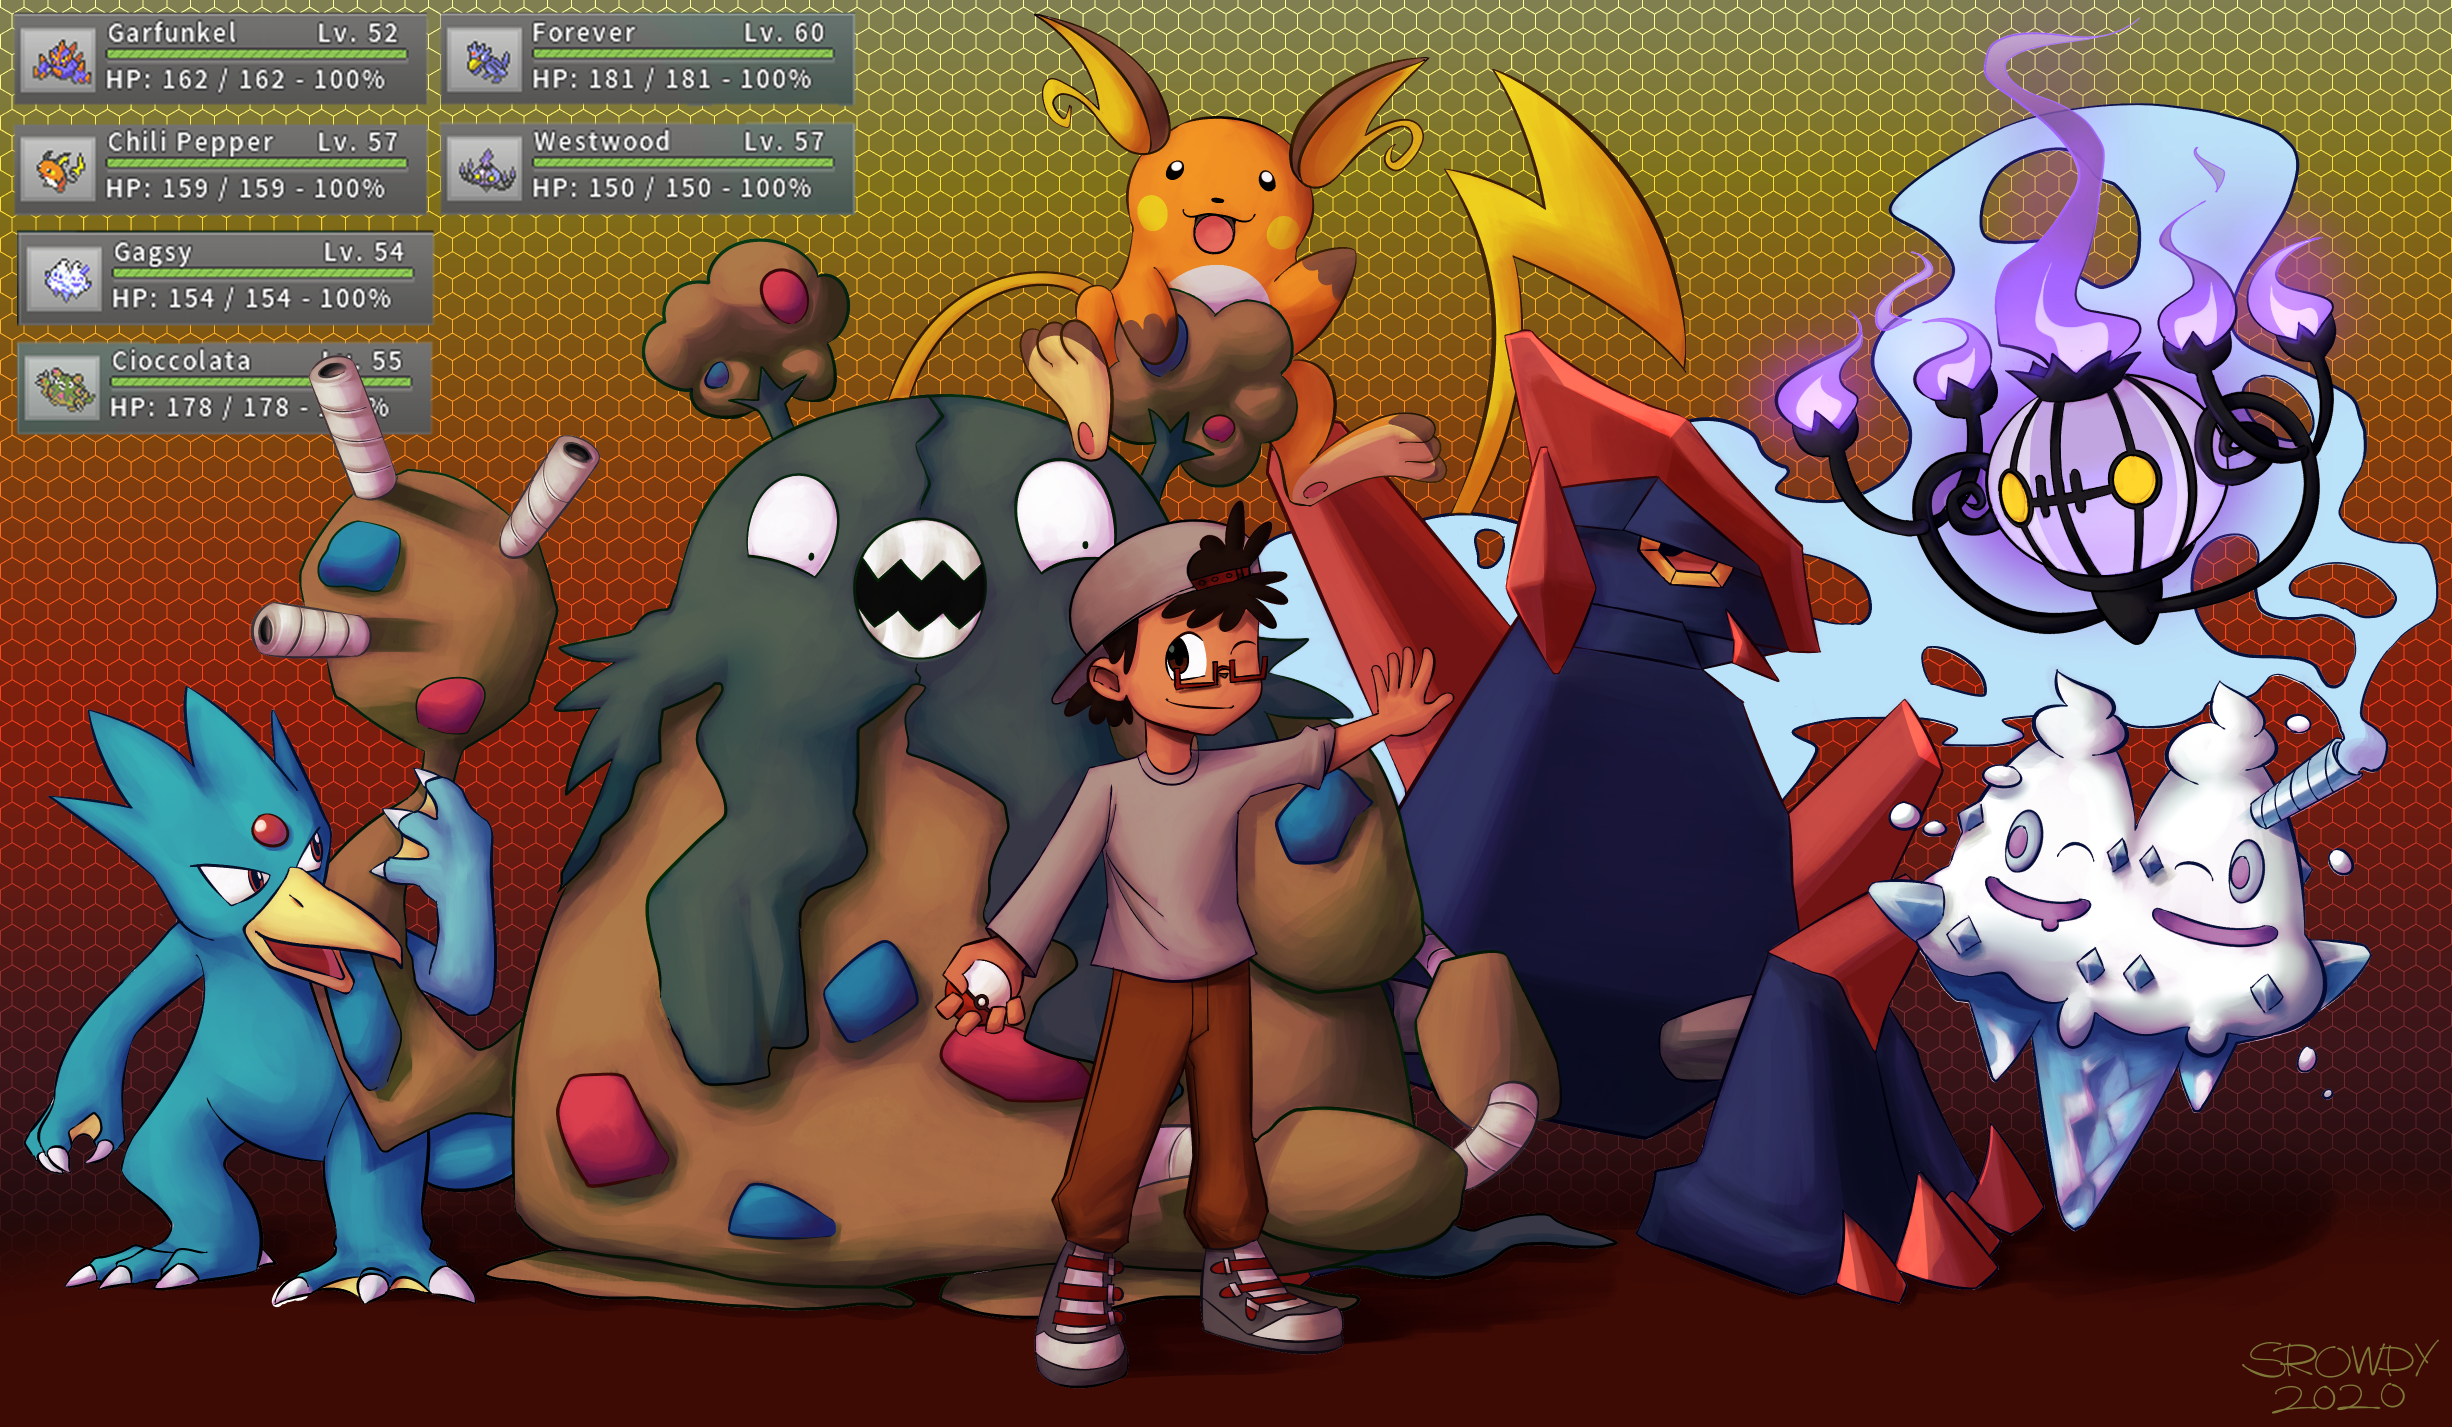 Garfunkel Lv. 52
HP: 162 / 162 - 100%
Chili Pepper Lv. 57
HP: 159 / 159 - 100%
Gagsy Lv. 54
HP: 154 / 154 - 100%
Cioccolata 55
HP: 178 / 178 - %
Forever Lv. 60
HP: 181 / 181 - 100%
Westwood Lv. 57
HP: 150 / 150 - 100%
SROWDY
2020